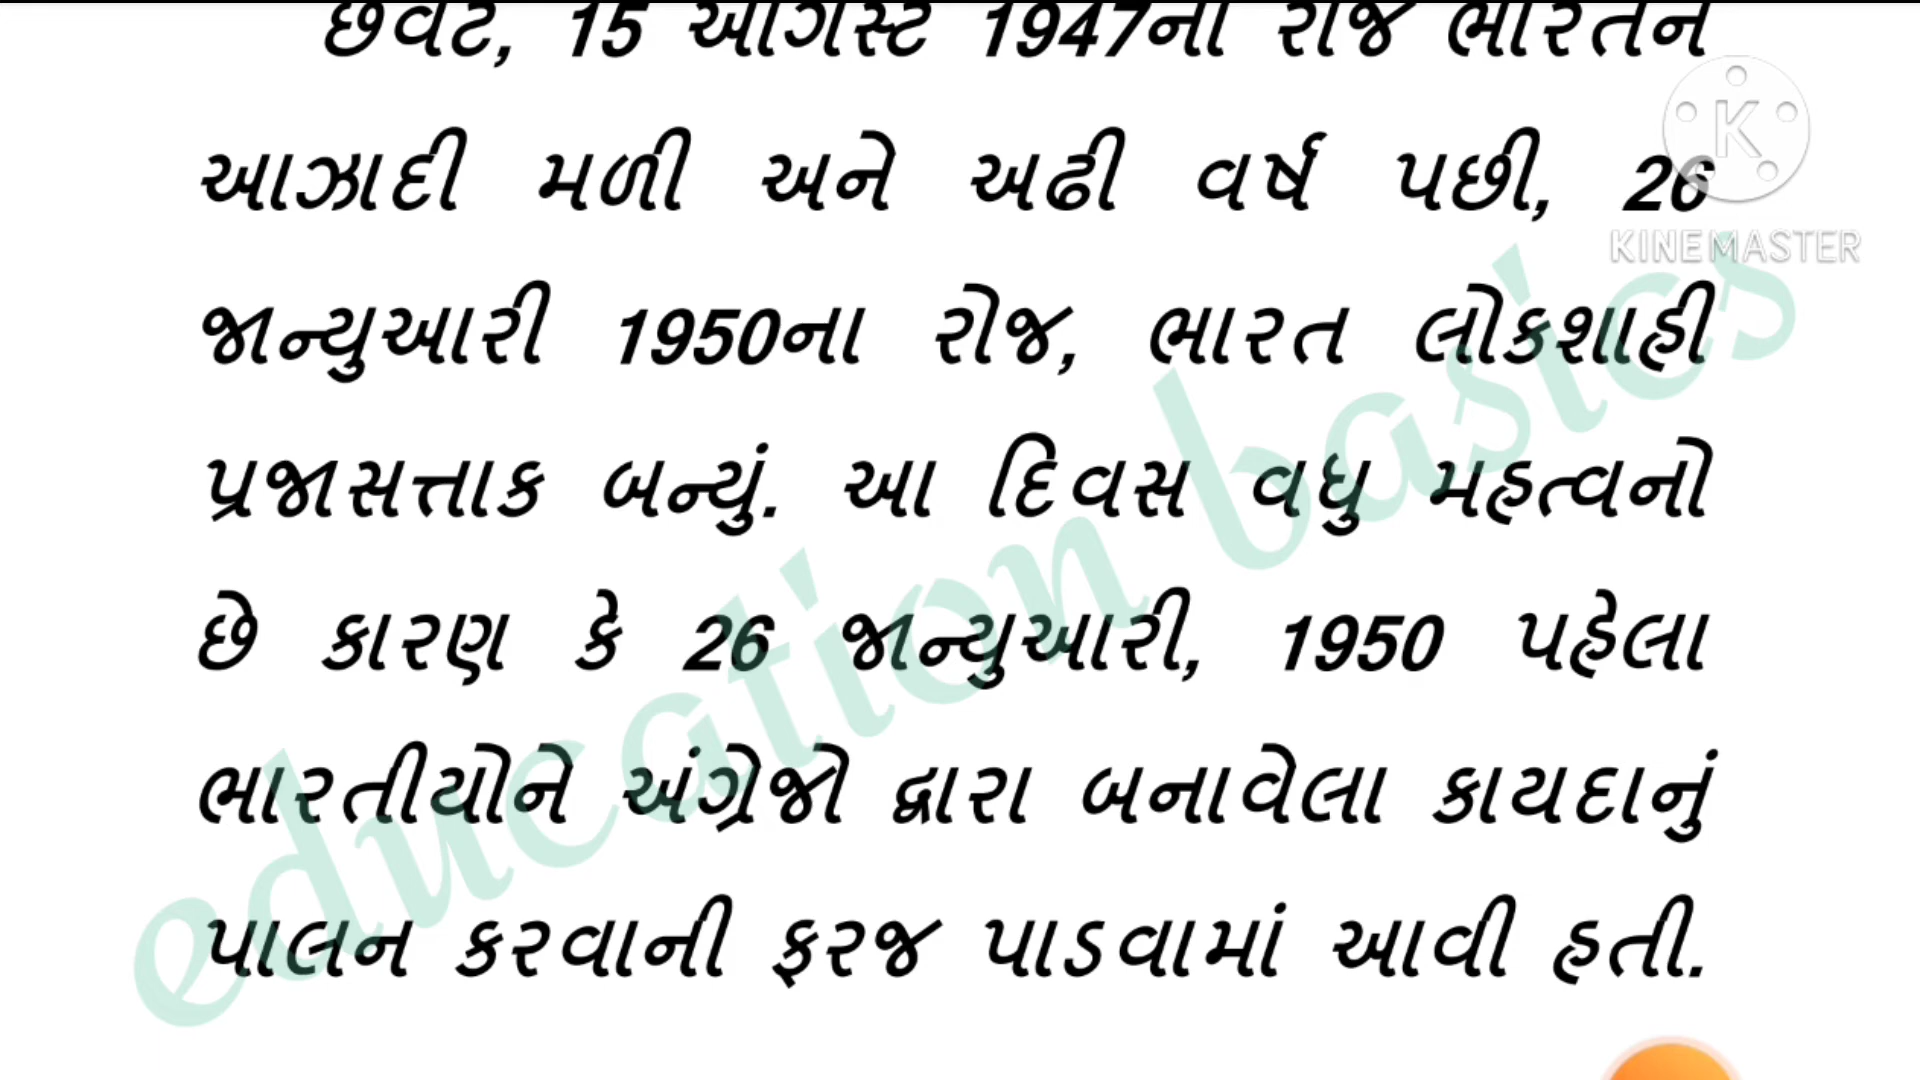 છેવટે, 15 ઓગસ્ટ 1947ના રોજ ભારતને
આઝાદી મળી અને અઢી વર્ષ પછી, 26
KINEMASTER
જાન્યુઆરી 1950ના રોજ, ભારત લોકશાહી
પ્રજાસત્તાક બન્યું. આ દિવસ વધુ મહત્વનો
છે કારણ કે 26 જાન્યુઆરી, 1950 પહેલા
ભારતીયોને અંગ્રેજો દ્વારા બનાવેલા કાયદાનું
પાલન કરવાની ફરજ પાડવામાં આવી હતી.
education basics